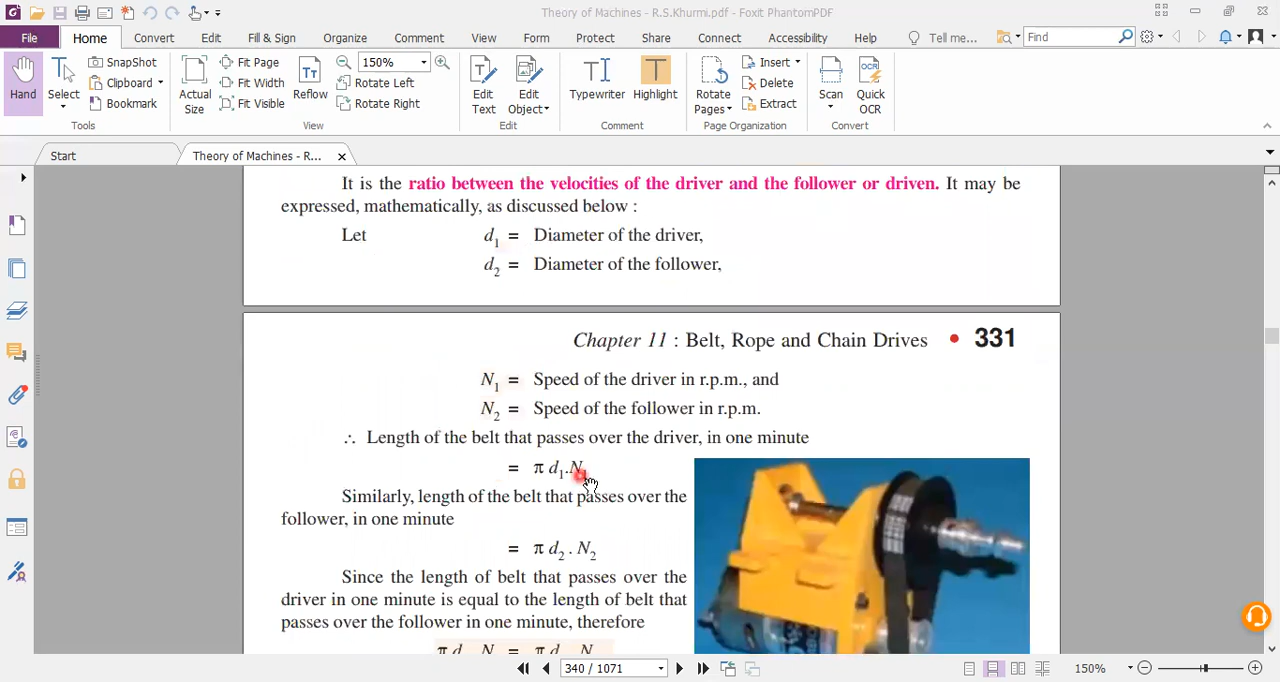 Theory of Machines - R.S.Khurmi.pdf - Foxit PhantomPDF
File Home Convert Edit Fill & Sign Organize Comment View Form Protect Share Connect Accessibility Help Tell me... Find
Hand
Select
SnapShot
Clipboard
Bookmark
Tools
Actual Size
Fit Page
Fit Width
Fit Visible
Reflow
150%
Rotate Left
Rotate Right
View
Edit Text
Edit Object
Edit
Typewriter
Highlight
Comment
Rotate Pages
Insert
Delete
Extract
Page Organization
Scan
Quick OCR
Convert
Start
Theory of Machines - R...
It is the ratio between the velocities of the driver and the follower or driven. It may be
expressed, mathematically, as discussed below :
Let d1 = Diameter of the driver,
d2 = Diameter of the follower,
Chapter 11 : Belt, Rope and Chain Drives • 331
N1 = Speed of the driver in r.p.m., and
N2 = Speed of the follower in r.p.m.
∴ Length of the belt that passes over the driver, in one minute
= π d1.N1
Similarly, length of the belt that passes over the
follower, in one minute
= π d2 . N2
Since the length of belt that passes over the
driver in one minute is equal to the length of belt that
passes over the follower in one minute, therefore
340 / 1071
150%